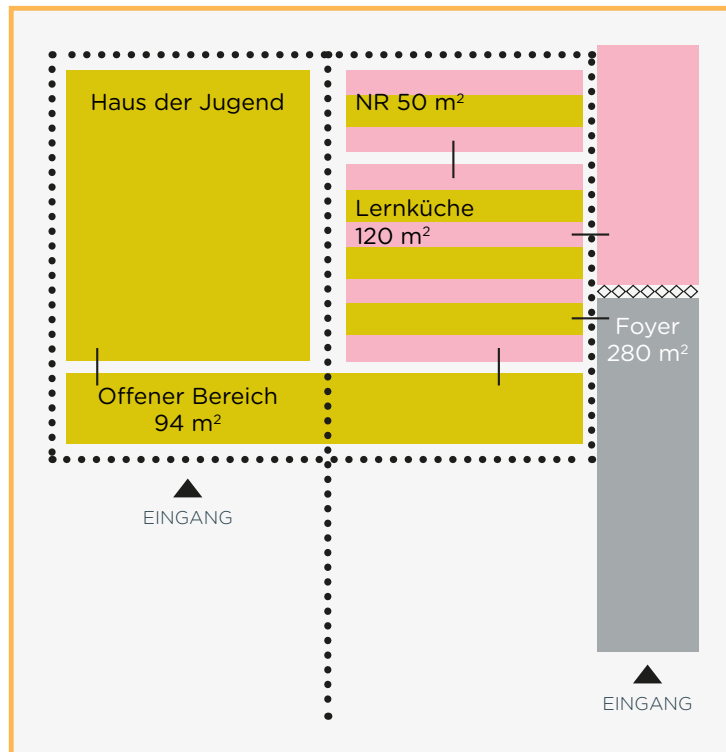 Haus der Jugend
NR 50 m²
Lernküche
120 m²
Foyer
280 m²
Offener Bereich
94 m²
EINGANG
EINGANG